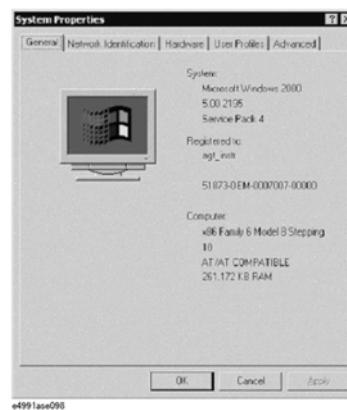 System Properties
General
Network Identification
Hardware
User Profiles
Advanced
System:
Microsoft Windows 2000
5.00.2195
Service Pack 4
Registered to:
agt_instr
51873-OEM-0007007-00000
Computer:
x86 Family 6 Model 8 Stepping
10
AT/AT COMPATIBLE
261,172 KB RAM
OK
Cancel
Apply
e4991ase098